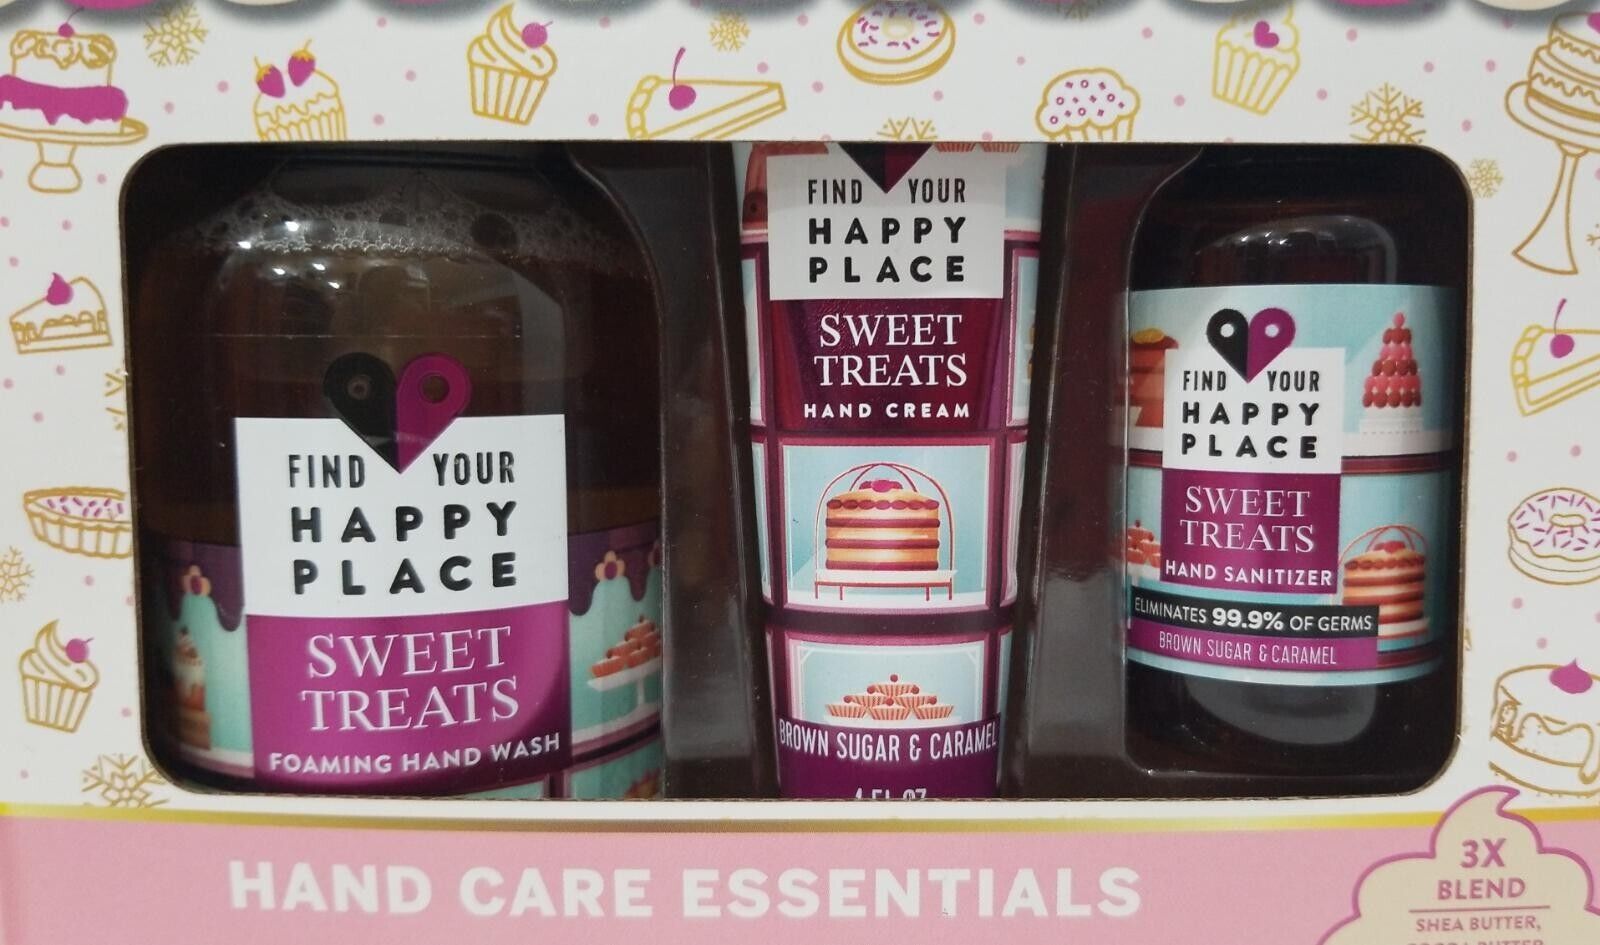 FIND YOUR
HAPPY
PLACE
SWEET
TREATS
FOAMING HAND WASH
FIND YOUR
HAPPY
PLACE
SWEET
TREATS
HAND CREAM
BROWN SUGAR & CARAMEL
FIND YOUR
HAPPY
PLACE
SWEET
TREATS
HAND SANITIZER
ELIMINATES 99.9% OF GERMS
BROWN SUGAR & CARAMEL
HAND CARE ESSENTIALS
3X
BLEND
SHEA BUTTER,